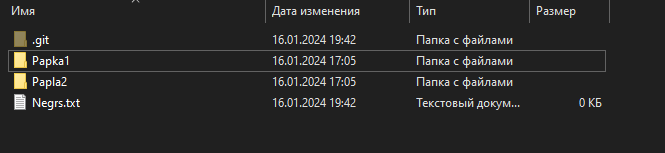 Имя Дата изменения Тип Размер
.git 16.01.2024 19:42 Папка с файлами
Papka1 16.01.2024 17:05 Папка с файлами
Papla2 16.01.2024 17:05 Папка с файлами
Negrs.txt 16.01.2024 19:42 Текстовый докум... 0 КБ